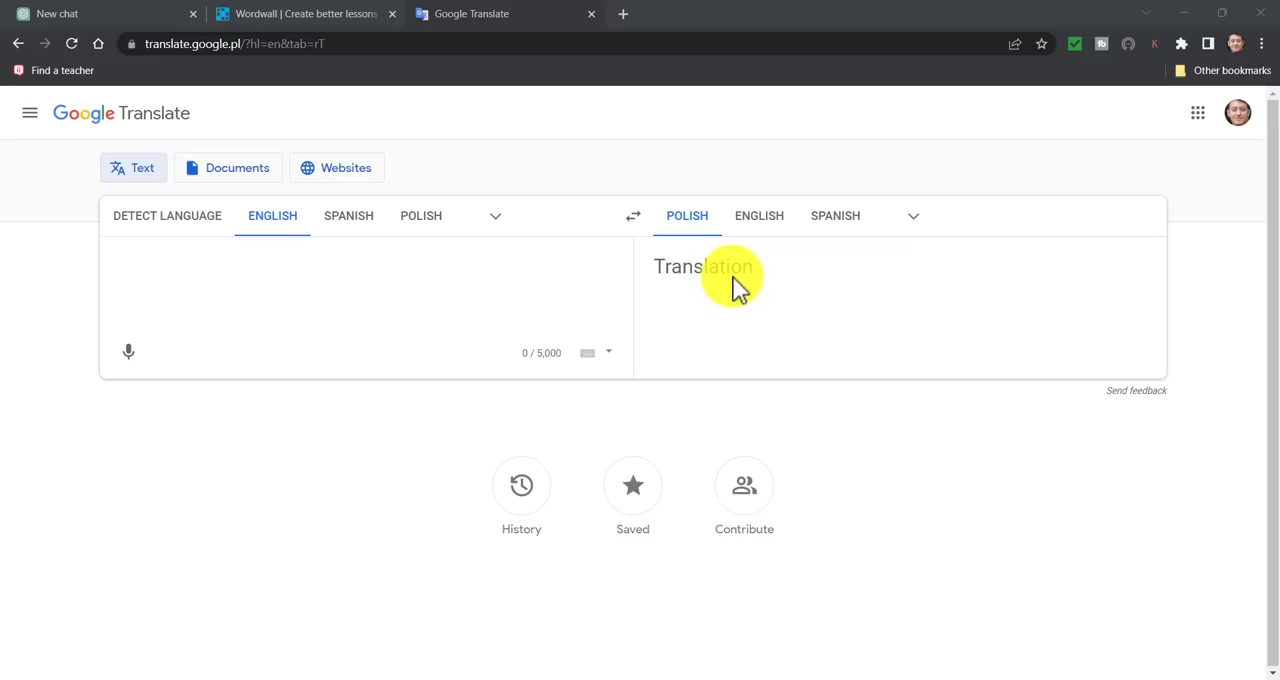 New chat
Wordwall | Create better lessons
Google Translate
translate.google.pl/?hl=en&tab=rT
Find a teacher
Other bookmarks
Google Translate
Text
Documents
Websites
DETECT LANGUAGE ENGLISH SPANISH POLISH
POLISH ENGLISH SPANISH
Translation
0 / 5,000
Send feedback
History
Saved
Contribute